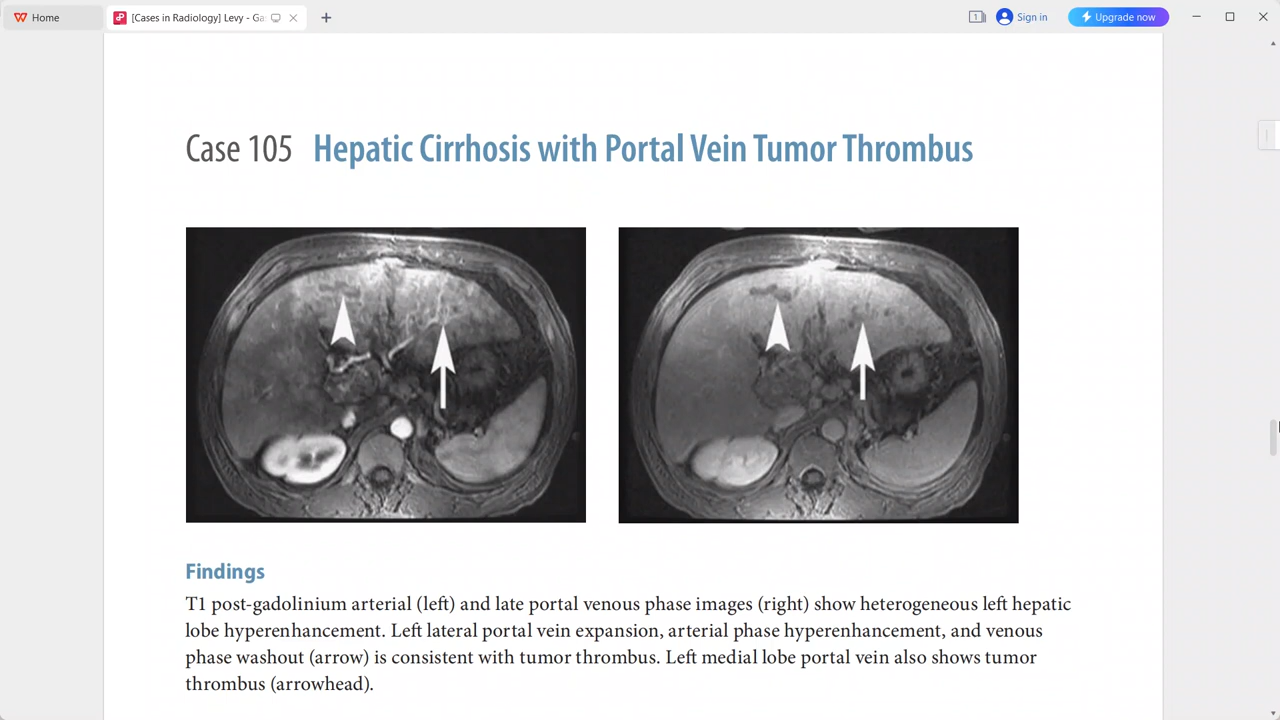 Home
[Cases in Radiology] Levy - Ga
1
Sign in
Upgrade now
Case 105 Hepatic Cirrhosis with Portal Vein Tumor Thrombus
Findings
T1 post-gadolinium arterial (left) and late portal venous phase images (right) show heterogeneous left hepatic
lobe hyperenhancement. Left lateral portal vein expansion, arterial phase hyperenhancement, and venous
phase washout (arrow) is consistent with tumor thrombus. Left medial lobe portal vein also shows tumor
thrombus (arrowhead).